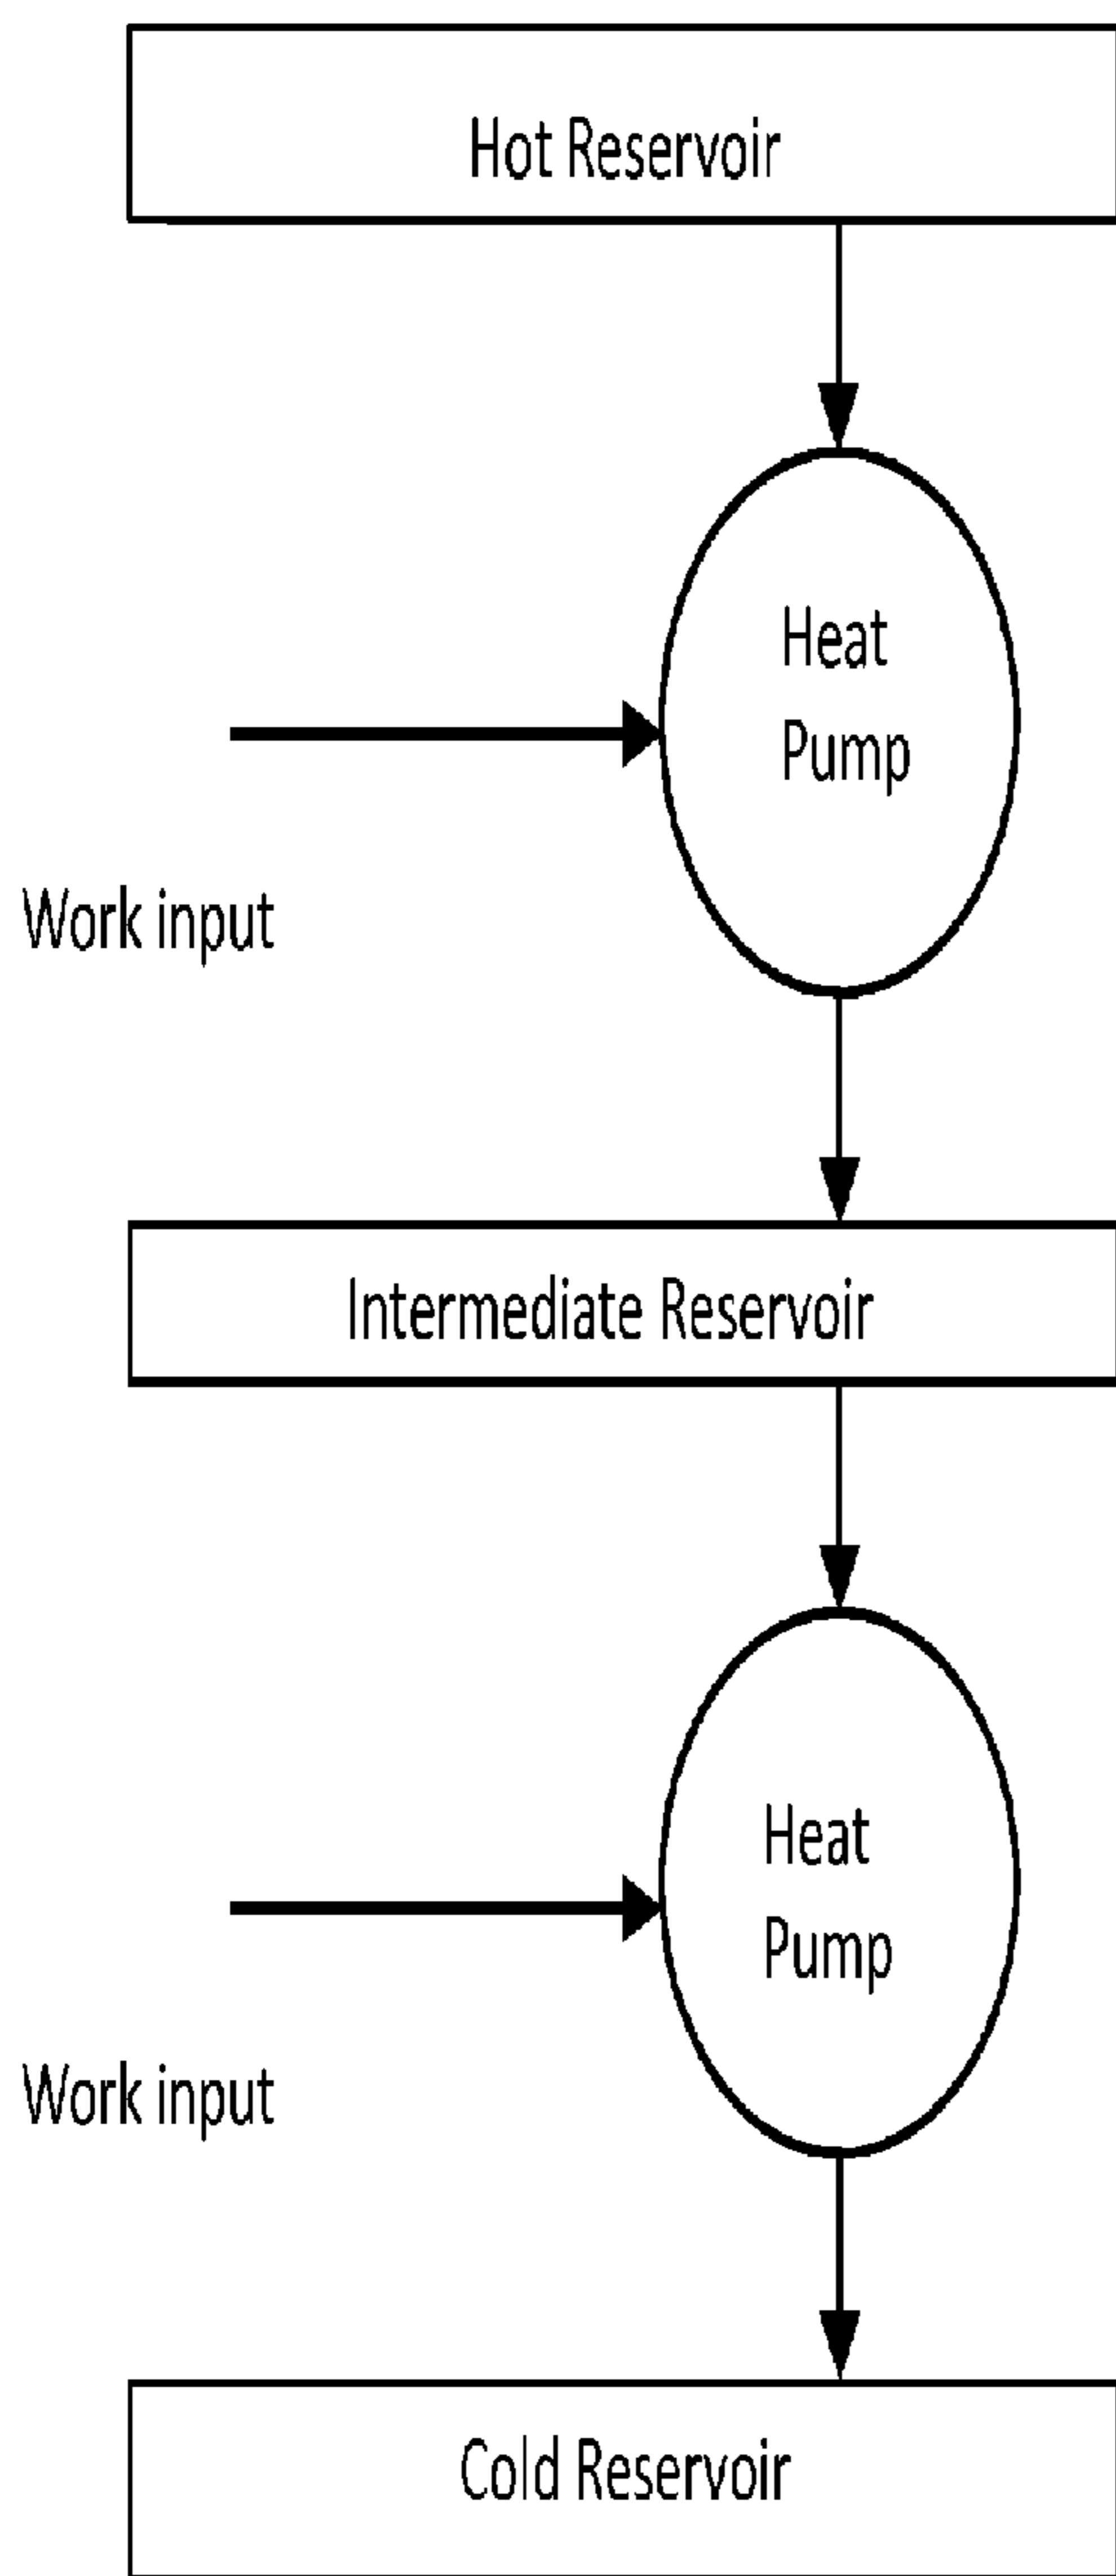 Hot Reservoir
Heat
Pump
Work input
Intermediate Reservoir
Heat
Pump
Work input
Cold Reservoir